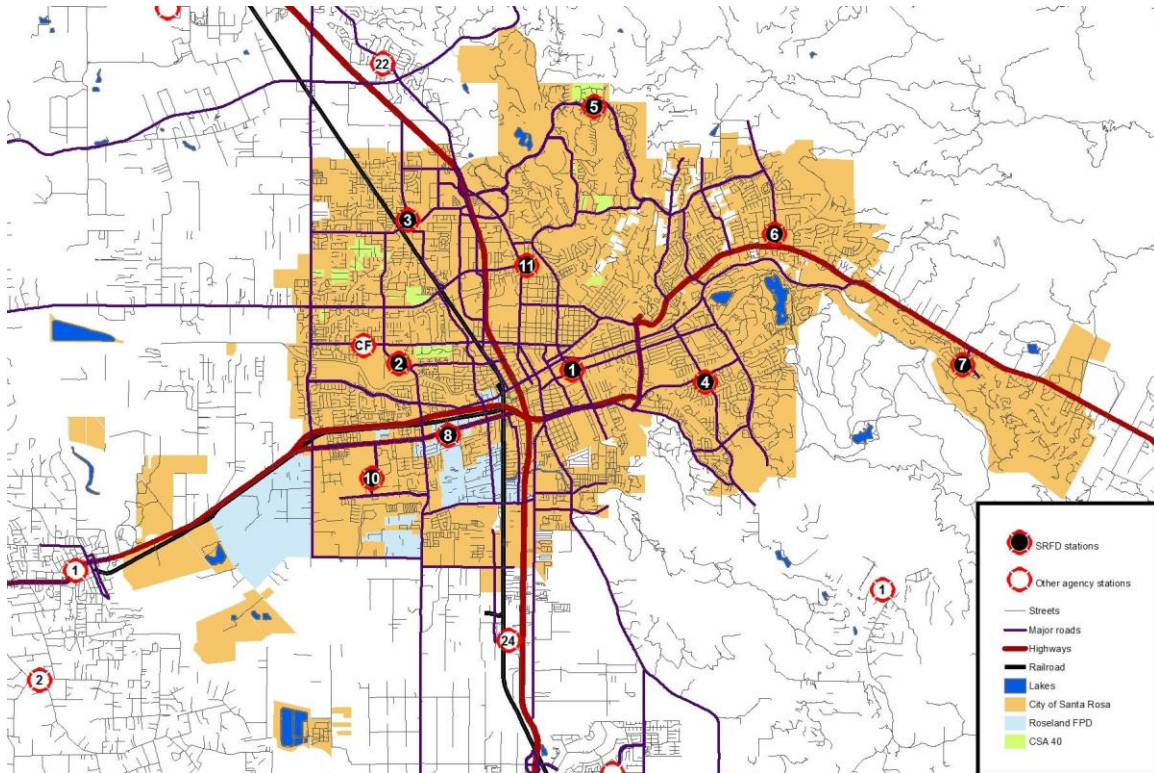 22
5
3
6
11
CF
2
1
7
4
8
10
1
1
24
2
SRFD stations
Other agency stations
Streets
Major roads
Highways
Railroad
Lakes
City of Santa Rosa
Roseland FPD
CSA 40